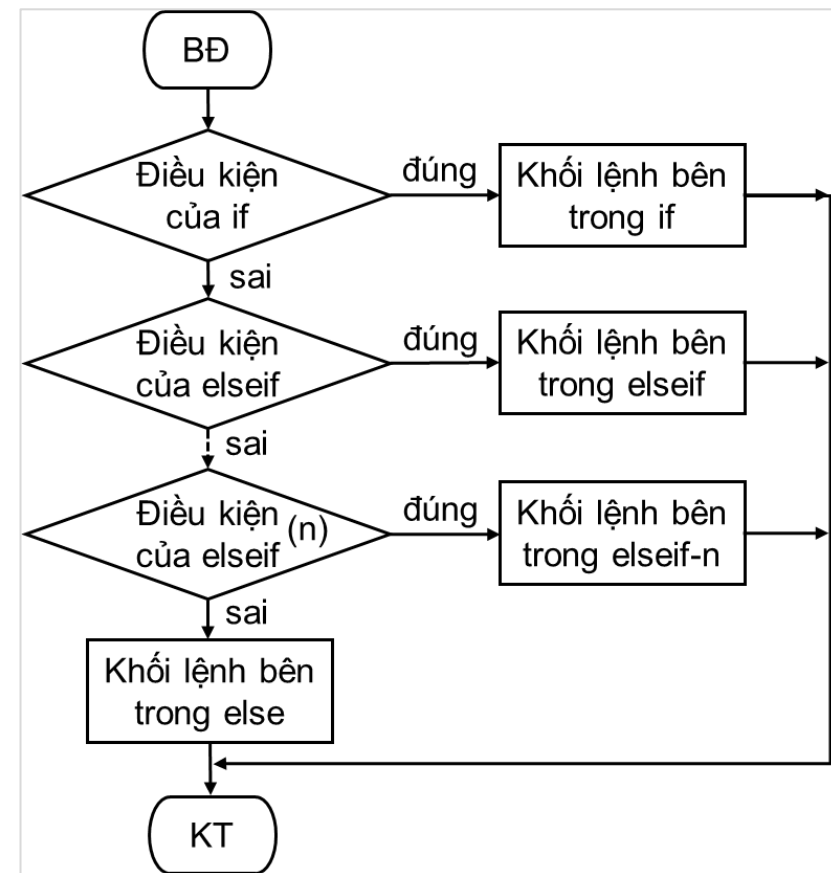 BĐ
Điều kiện
của if
đúng
Khối lệnh bên
trong if
sai
Điều kiện
của elseif
đúng
Khối lệnh bên
trong elseif
sai
Điều kiện
của elseif (n)
đúng
Khối lệnh bên
trong elseif-n
sai
Khối lệnh bên
trong else
KT